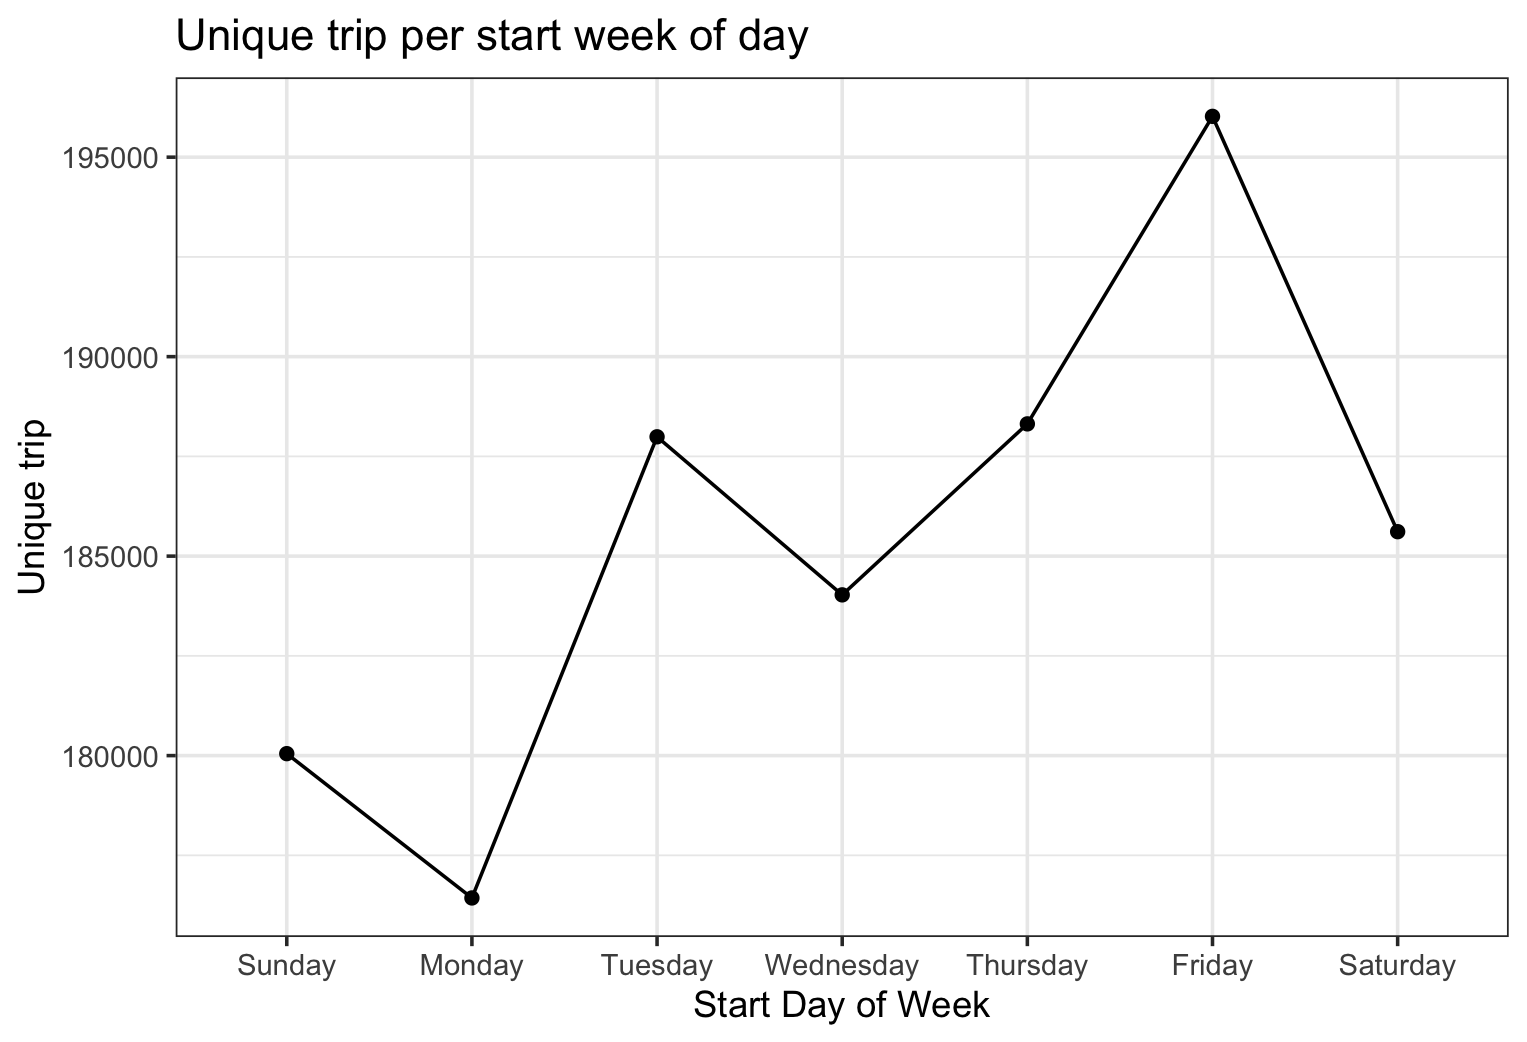 Unique trip per start week of day
Unique trip
195000
190000
185000
180000
Sunday Monday Tuesday Wednesday Thursday Friday Saturday
Start Day of Week